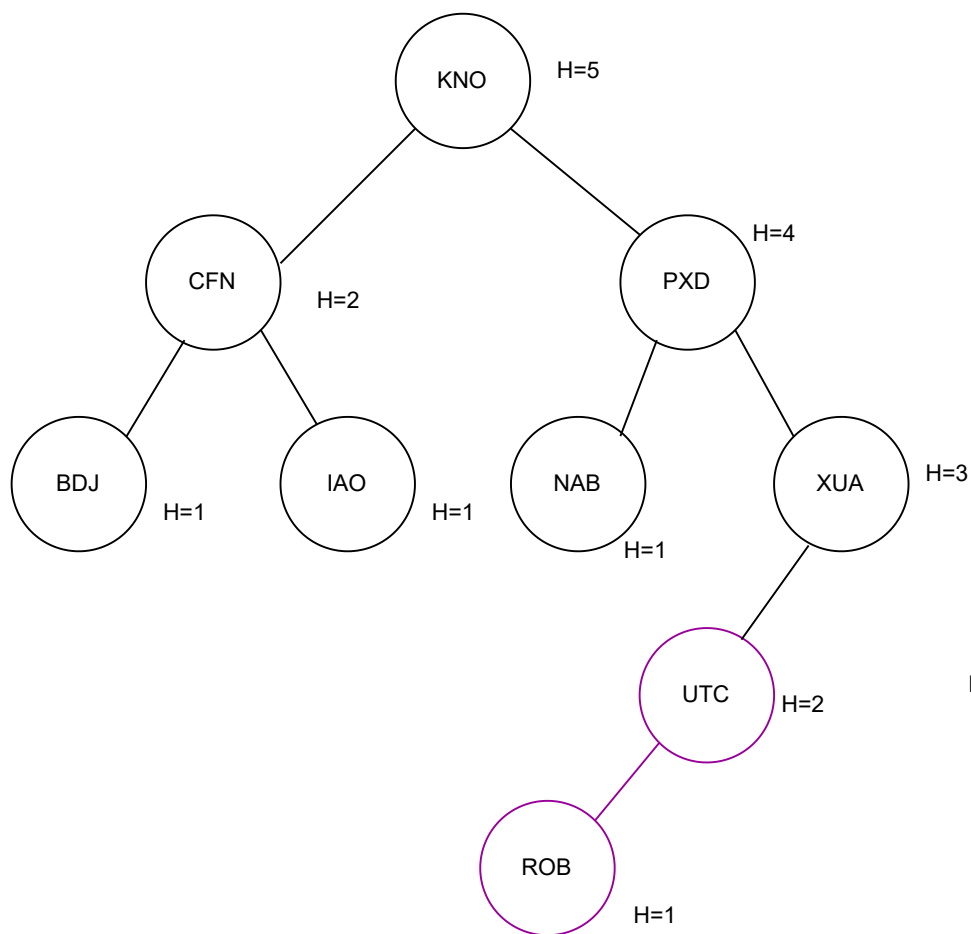 KNO
H=5
CFN
H=2
PXD
H=4
BDJ
H=1
IAO
H=1
NAB
H=1
XUA
H=3
UTC
H=2
ROB
H=1